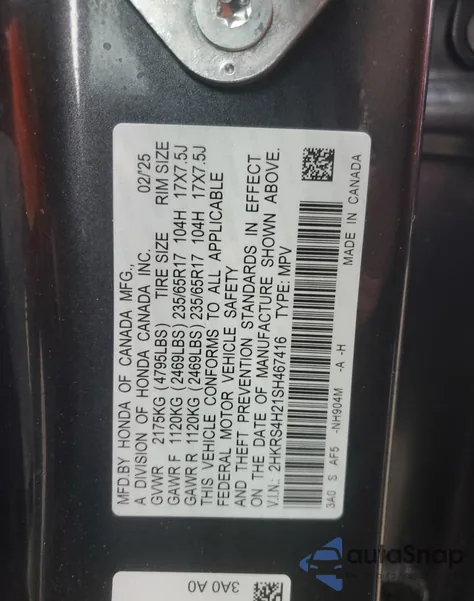 MFD.BY HONDA OF CANADA MFG.,
A DIVISION OF HONDA CANADA INC. 02/'25
GVWR 2175KG (4795LBS) TIRE SIZE RIM SIZE
GAWR F 1120KG (2469LBS) 235/65R17 104H 17X7.5J
GAWR R 1120KG (2469LBS) 235/65R17 104H 17X7.5J
THIS VEHICLE CONFORMS TO ALL APPLICABLE
FEDERAL MOTOR VEHICLE SAFETY
AND THEFT PREVENTION STANDARDS IN EFFECT
ON THE DATE OF MANUFACTURE SHOWN ABOVE.
V.I.N.: 2HKRS4H21SH467416 TYPE: MPV
3A0 S AF5 -NH904M -A -H
MADE IN CANADA
3A0 A0
autoSnap